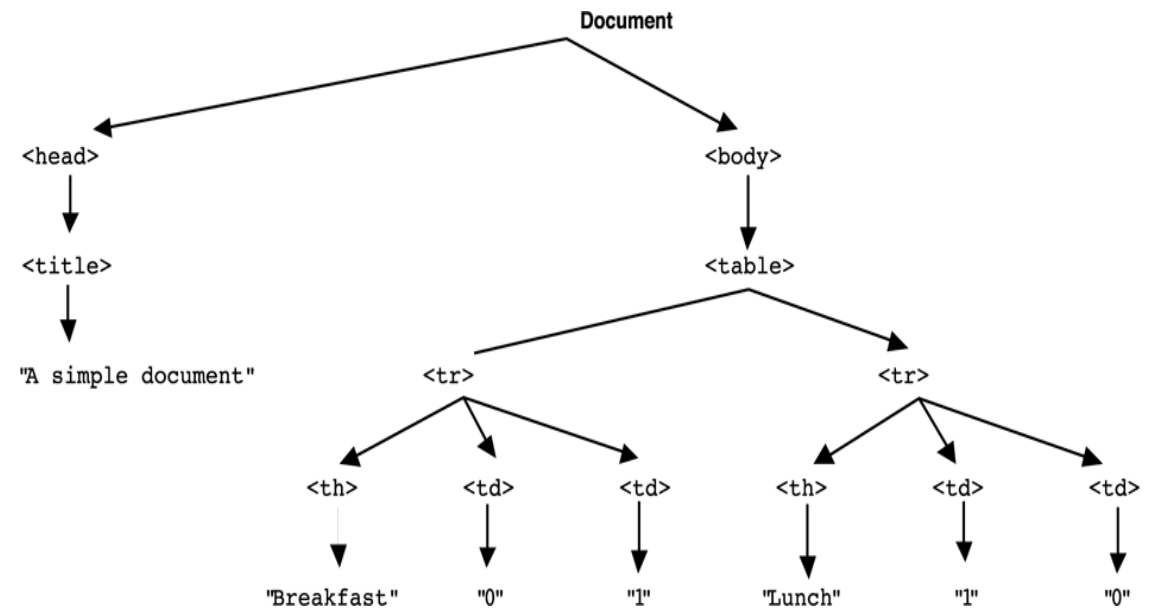 Document
<head> <body>
<title> <table>
"A simple document" <tr> <tr>
<th> <td> <td> <th> <td> <td>
"Breakfast" "0" "1" "Lunch" "1" "0"